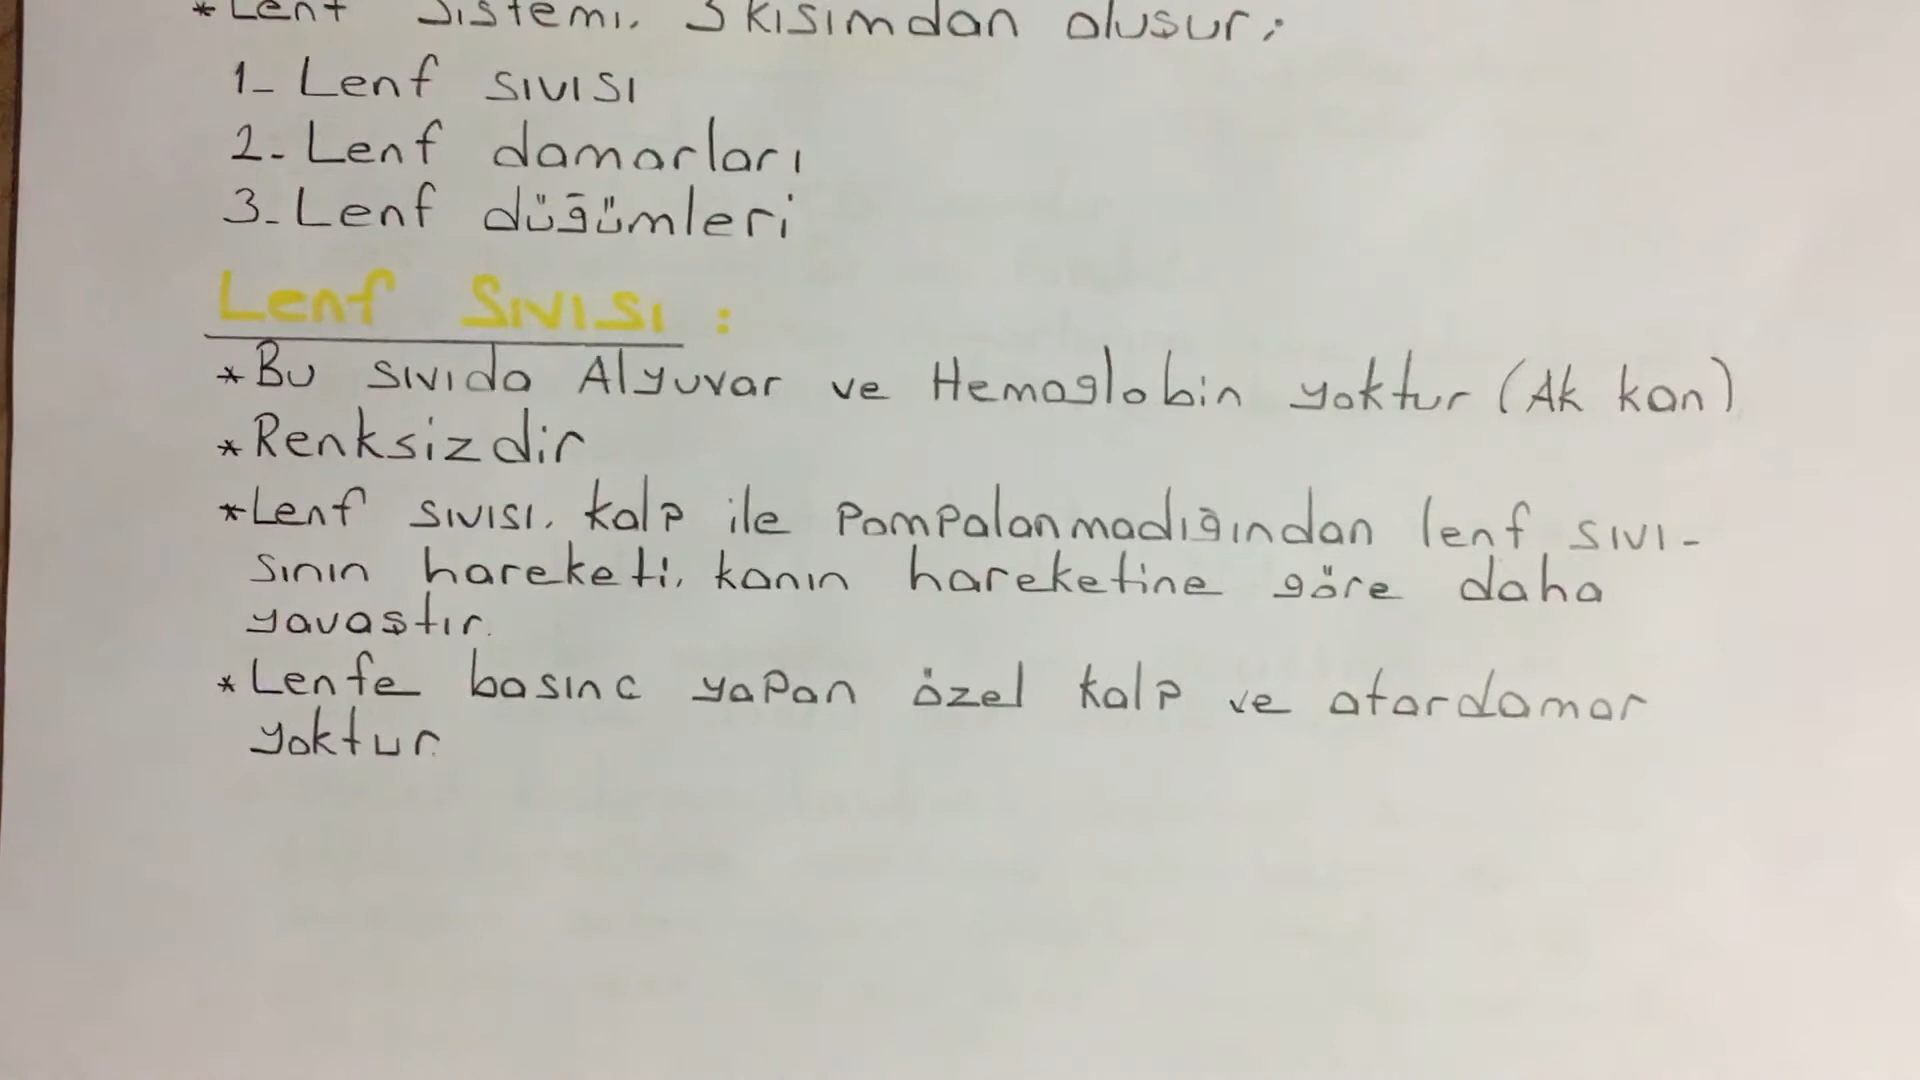 * Lenf Sistemi, 3 kısımdan oluşur;
1- Lenf sıvısı
2- Lenf damarları
3- Lenf düğümleri
Lenf Sıvısı :
* Bu sıvıda Alyuvar ve Hemoglobin yoktur (Ak kan)
* Renksizdir
* Lenf sıvısı, kalp ile Pompalanmadığından lenf sıvı-
sının hareketi, kanın hareketine göre daha
yavaştır.
* Lenfe basınc yapan özel kalp ve atardamar
yoktur